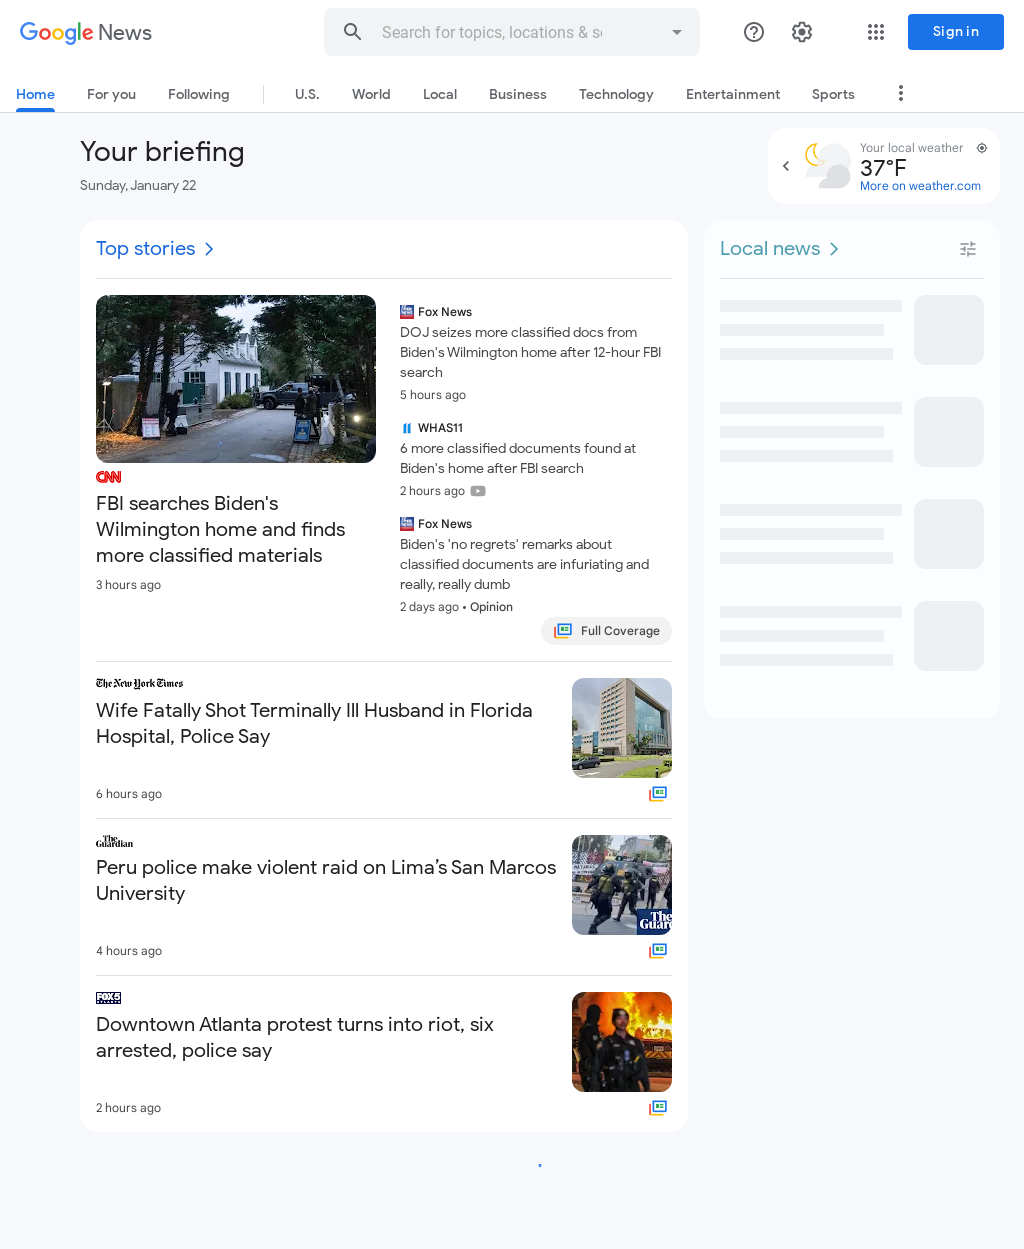 Google News
Search for topics, locations & so
Sign in
Home
For you
Following
U.S.
World
Local
Business
Technology
Entertainment
Sports
Your briefing
Sunday, January 22
Your local weather
37°F
More on weather.com
Top stories
Local news
CNN
FBI searches Biden's
Wilmington home and finds
more classified materials
3 hours ago
Fox News
DOJ seizes more classified docs from
Biden's Wilmington home after 12-hour FBI
search
5 hours ago
WHAS11
6 more classified documents found at
Biden's home after FBI search
2 hours ago
Fox News
Biden's 'no regrets' remarks about
classified documents are infuriating and
really, really dumb
2 days ago • Opinion
Full Coverage
The New York Times
Wife Fatally Shot Terminally Ill Husband in Florida
Hospital, Police Say
6 hours ago
The
Guardian
Peru police make violent raid on Lima’s San Marcos
University
The
Guard
4 hours ago
FOX 5
Downtown Atlanta protest turns into riot, six
arrested, police say
2 hours ago